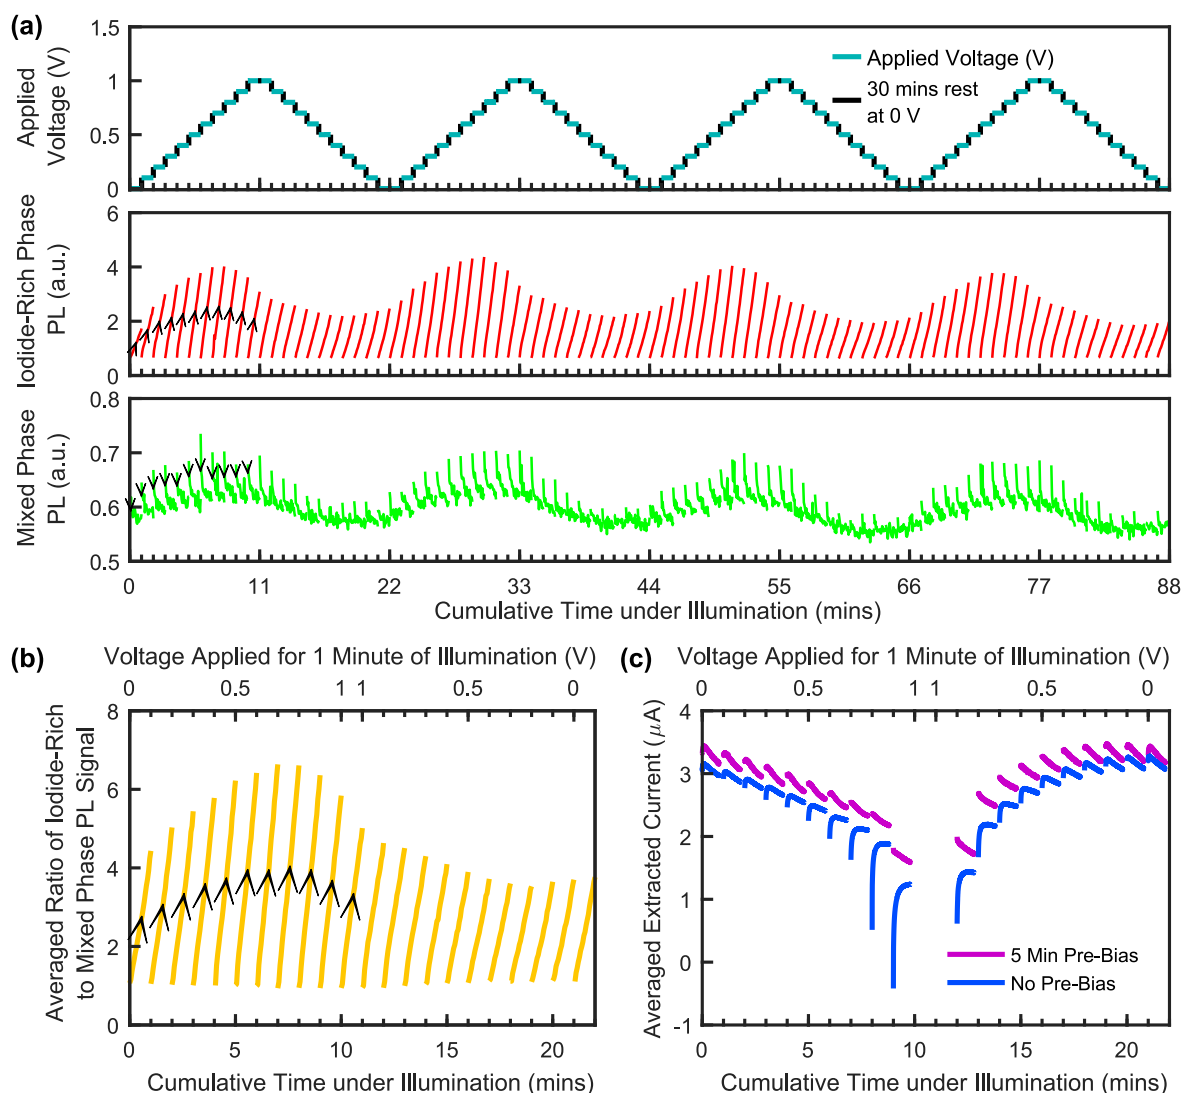 (a)
Applied
Voltage (V)
1.5
1
0.5
0
Applied Voltage (V)
30 mins rest
at 0 V
Iodide-Rich Phase
PL (a.u.)
6
4
2
0
Mixed Phase
PL (a.u.)
0.8
0.7
0.6
0.5
0 11 22 33 44 55 66 77 88
Cumulative Time under Illumination (mins)
(b)
Voltage Applied for 1 Minute of Illumination (V)
0 0.5 1 1 0.5 0
Averaged Ratio of Iodide-Rich
to Mixed Phase PL Signal
8
6
4
2
0
0 5 10 15 20
Cumulative Time under Illumination (mins)
(c)
Voltage Applied for 1 Minute of Illumination (V)
0 0.5 1 1 0.5 0
Averaged Extracted Current (μA)
4
3
2
1
0
-1
5 Min Pre-Bias
No Pre-Bias
0 5 10 15 20
Cumulative Time under Illumination (mins)